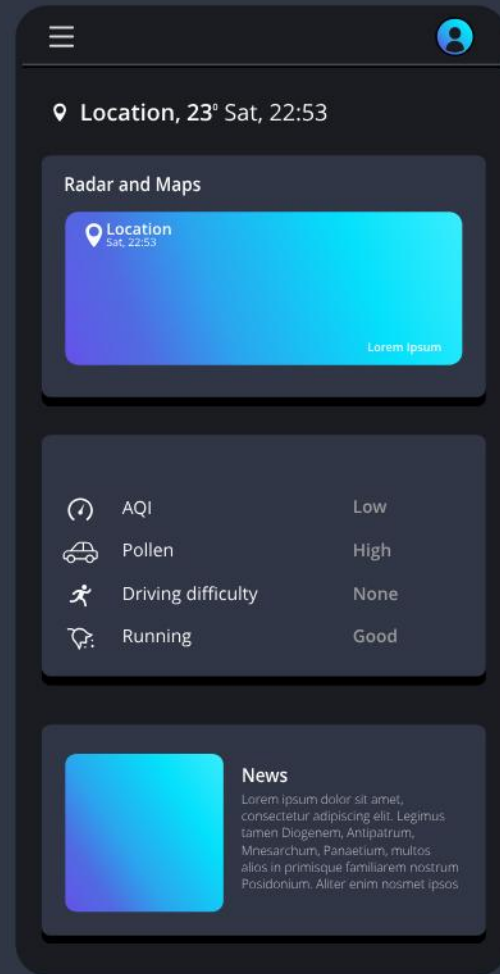 Location, 23° Sat, 22:53
Radar and Maps
Location
Sat, 22:53
Lorem Ipsum
AQI Low
Pollen High
Driving difficulty None
Running Good
News
Lorem ipsum dolor sit amet,
consectetur adipiscing elit. Legimus
tamen Diogenem, Antipatrum,
Mnesarchum, Panaetium, multos
alios in primisque familiarem nostrum
Posidonium. Aliter enim nosmet ipsos